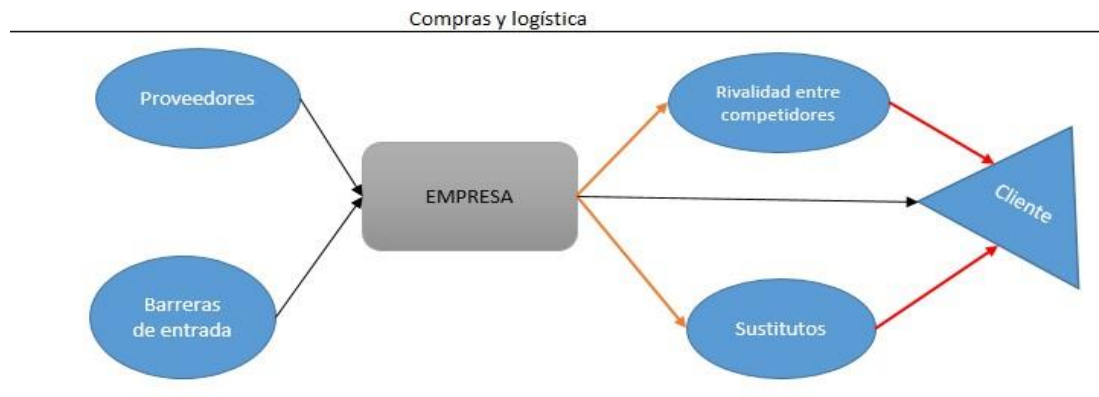 Compras y logística
Proveedores
Rivalidad entre
competidores
EMPRESA
Cliente
Barreras
de entrada
Sustitutos